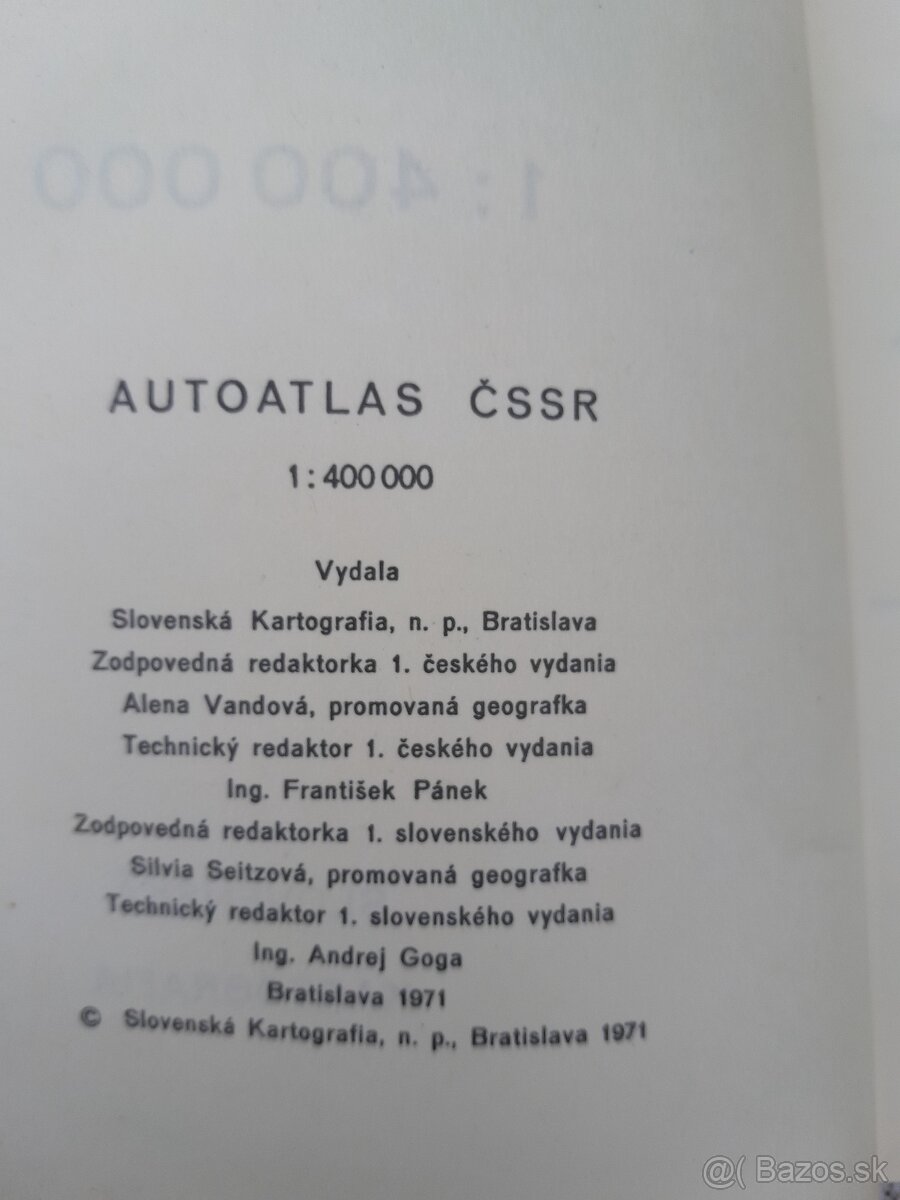 1: 400 000
AUTOATLAS ČSSR
1 : 400 000
Vydala
Slovenská Kartografia, n. p., Bratislava
Zodpovedná redaktorka 1. českého vydania
Alena Vandová, promovaná geografka
Technický redaktor 1. českého vydania
Ing. František Pánek
Zodpovedná redaktorka 1. slovenského vydania
Silvia Seitzová, promovaná geografka
Technický redaktor 1. slovenského vydania
Ing. Andrej Goga
Bratislava 1971
© Slovenská Kartografia, n. p., Bratislava 1971
@( Bazos.sk